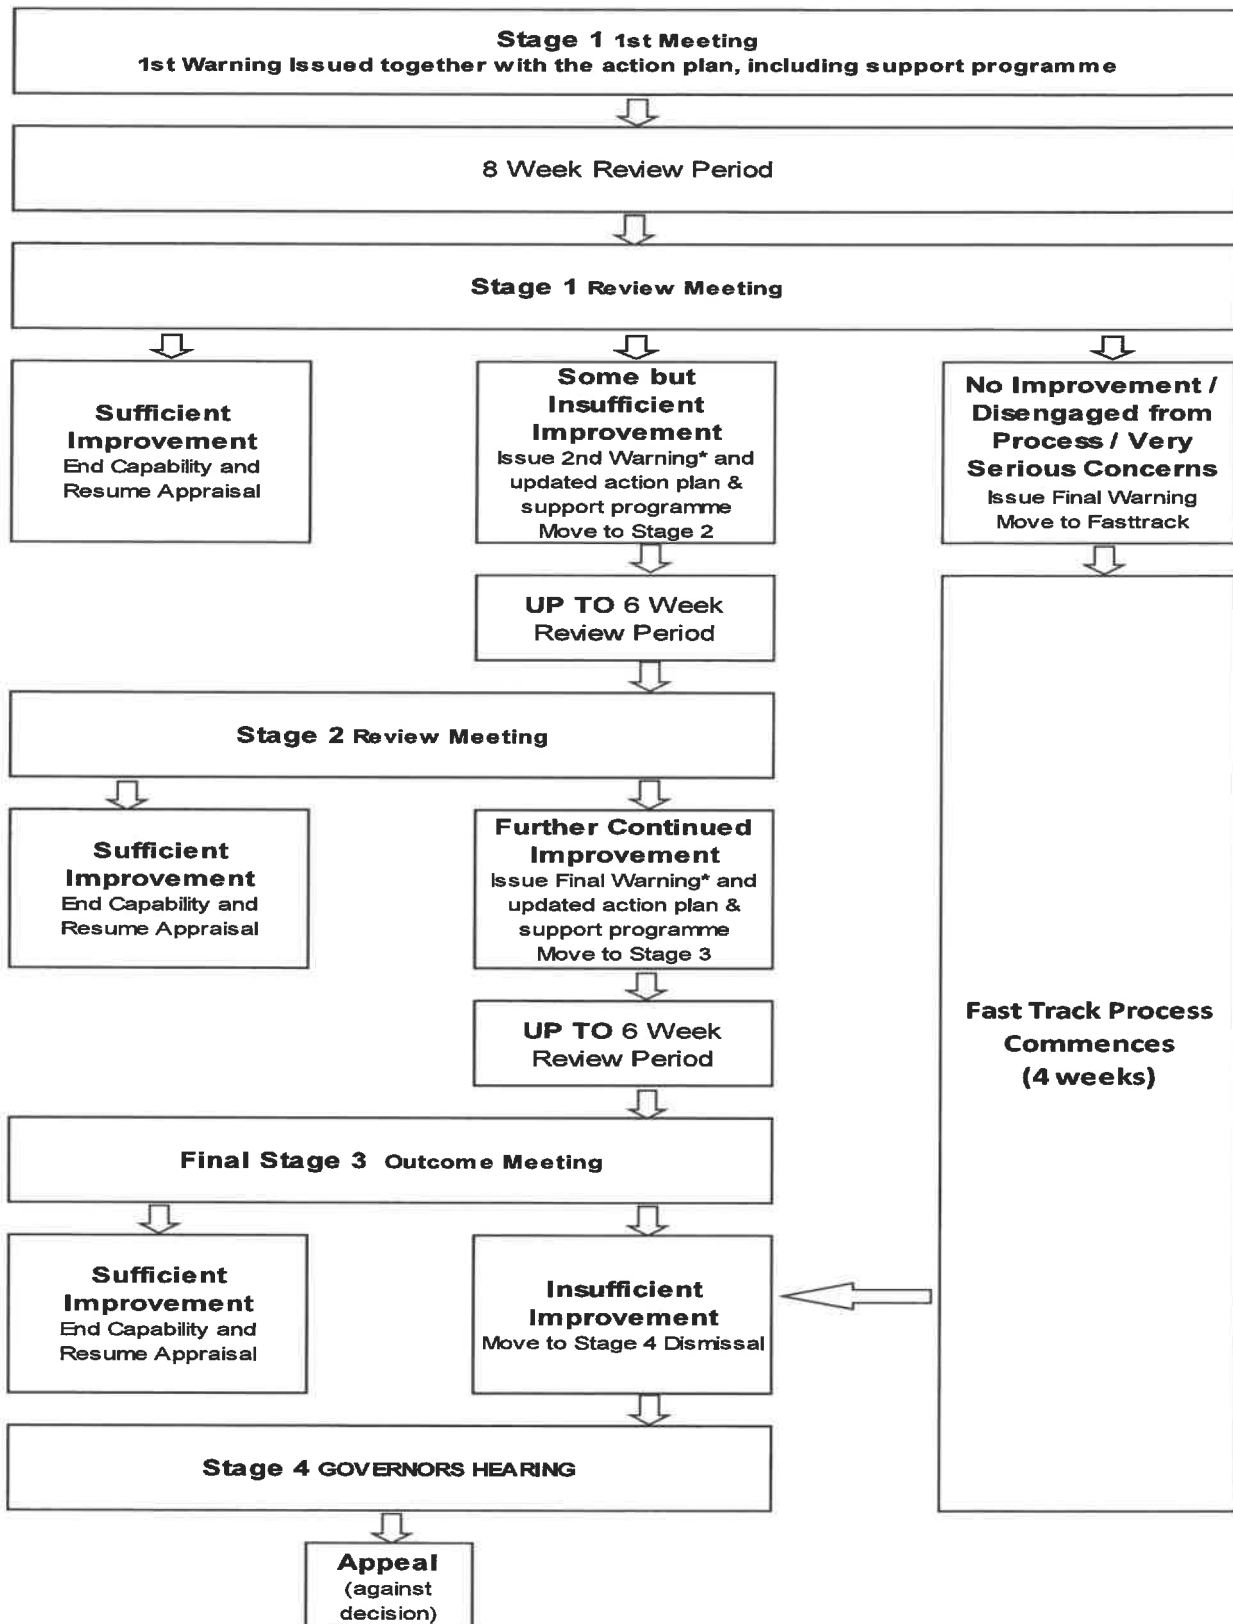 Stage 1 1st Meeting
1st Warning Issued together with the action plan, including support programme
8 Week Review Period
Stage 1 Review Meeting
Sufficient
Improvement
End Capability and
Resume Appraisal
Some but
Insufficient
Improvement
Issue 2nd Warning* and
updated action plan &
support programme
Move to Stage 2
No Improvement /
Disengaged from
Process / Very
Serious Concerns
Issue Final Warning
Move to Fasttrack
UP TO 6 Week
Review Period
Stage 2 Review Meeting
Sufficient
Improvement
End Capability and
Resume Appraisal
Further Continued
Improvement
Issue Final Warning* and
updated action plan &
support programme
Move to Stage 3
Fast Track Process
Commences
(4 weeks)
UP TO 6 Week
Review Period
Final Stage 3 Outcome Meeting
Sufficient
Improvement
End Capability and
Resume Appraisal
Insufficient
Improvement
Move to Stage 4 Dismissal
Stage 4 GOVERNORS HEARING
Appeal
(against
decision)